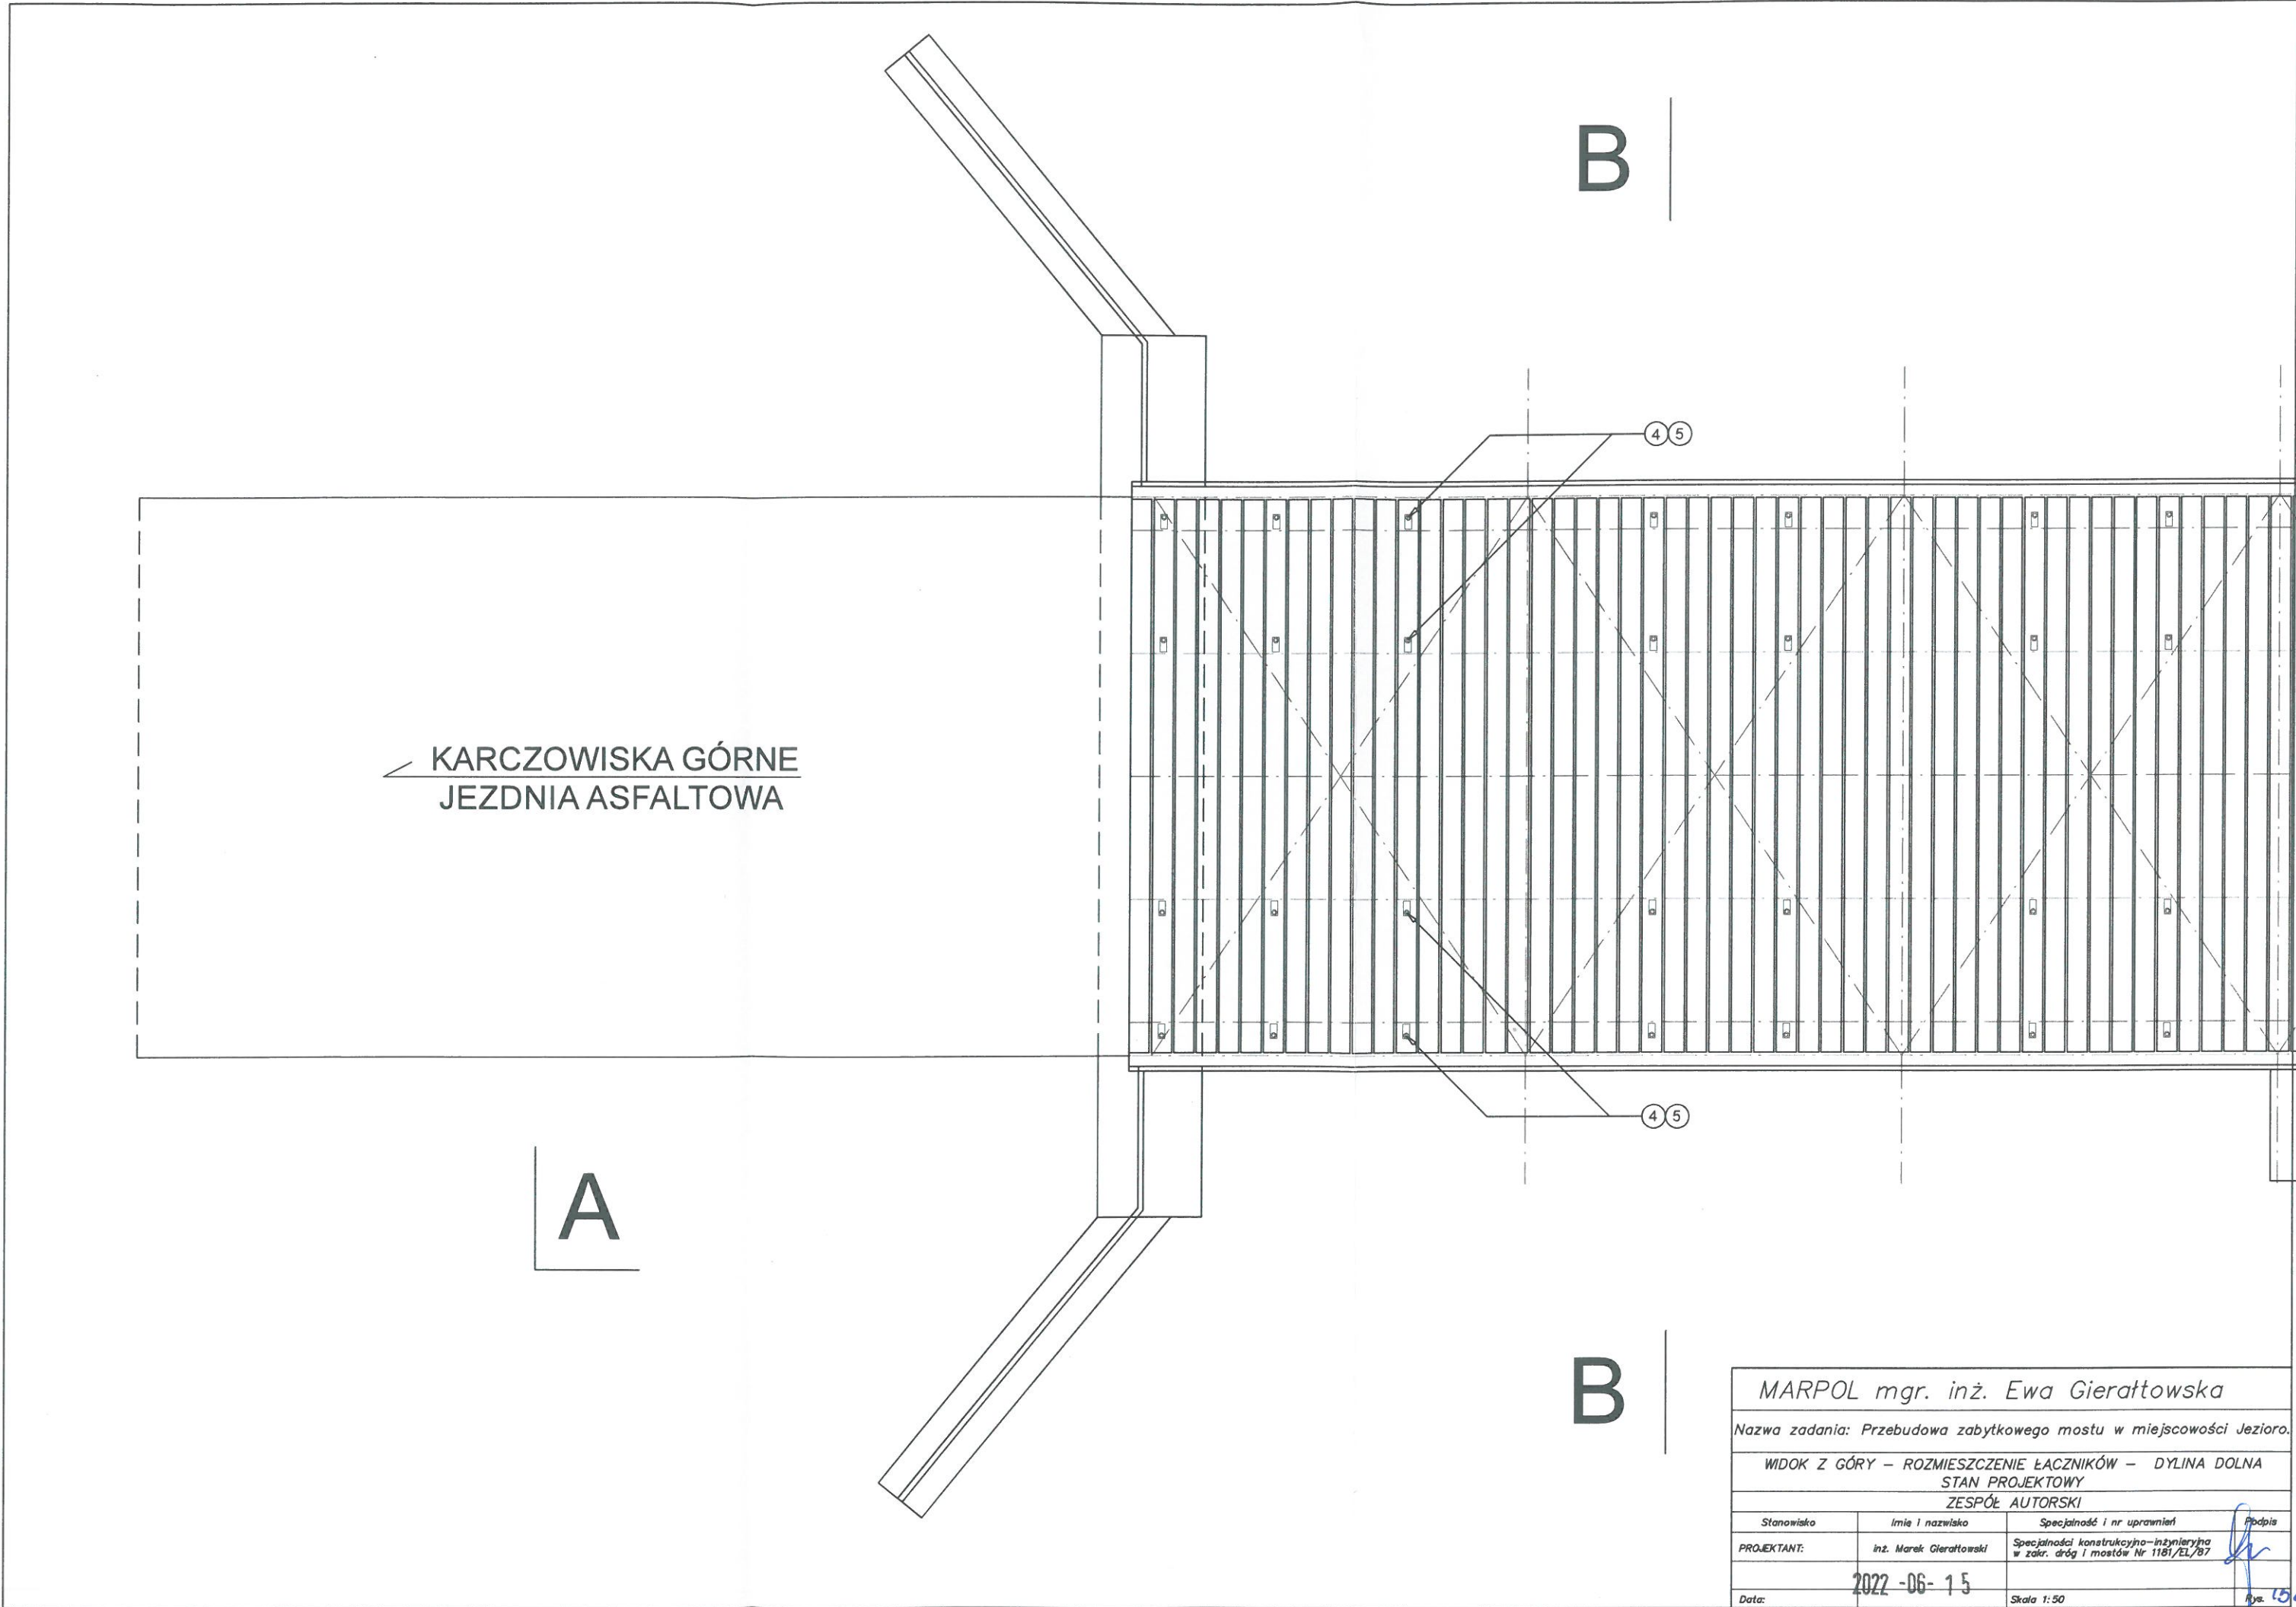 B
4 5
KARCZOWISKA GÓRNE
JEZDNIA ASFALTOWA
4 5
A
B
MARPOL mgr. inż. Ewa Gierałtowska
Nazwa zadania: Przebudowa zabytkowego mostu w miejscowości Jezioro.
WIDOK Z GÓRY – ROZMIESZCZENIE ŁACZNIKÓW – DYLINA DOLNA
STAN PROJEKTOWY
ZESPÓŁ AUTORSKI
Stanowisko Imię i nazwisko Specjalność i nr uprawnień Podpis
PROJEKTANT: inż. Marek Gierałtowski Specjalności konstrukcyjno-inżynieryjna
w zakr. dróg i mostów Nr 1181/EL/87
2022 -06- 15
Data: Skala 1:50 Rys.